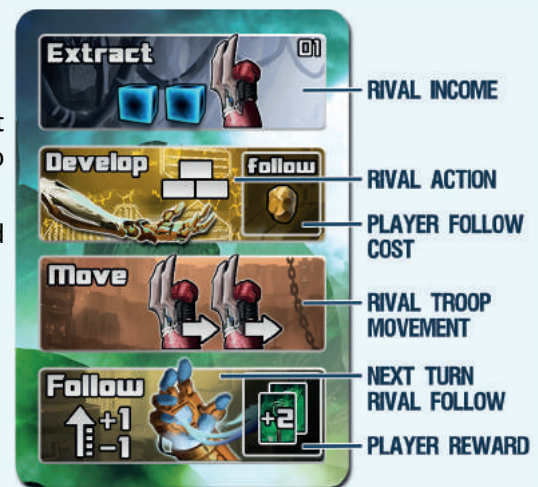 Extract
01
RIVAL INCOME
t
Develop
follow
RIVAL ACTION
PLAYER FOLLOW
COST
d
Move
RIVAL TROOP
MOVEMENT
Follow
+1
-1
+2
NEXT TURN
RIVAL FOLLOW
PLAYER REWARD